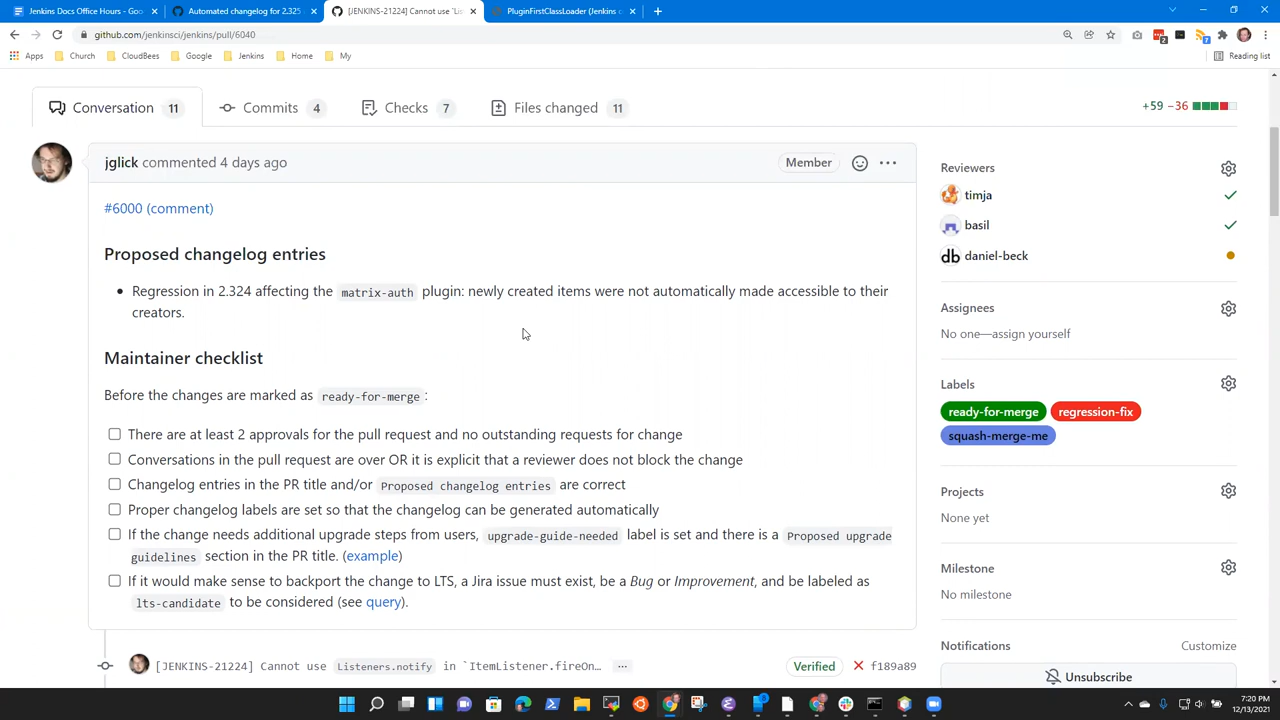 Jenkins Docs Office Hours - G
Automated changelog for 2.325
[JENKINS-21224] Cannot use `Lis
PluginFirstClassLoader (Jenkins c
github.com/jenkinsci/jenkins/pull/6040
Apps Church CloudBees Google Jenkins Home My Reading list
Conversation 11 Commits 4 Checks 7 Files changed 11 +59 −36
jglick commented 4 days ago Member
#6000 (comment)
Proposed changelog entries
• Regression in 2.324 affecting the matrix-auth plugin: newly created items were not automatically made accessible to their
creators.
Maintainer checklist
Before the changes are marked as ready-for-merge:
There are at least 2 approvals for the pull request and no outstanding requests for change
Conversations in the pull request are over OR it is explicit that a reviewer does not block the change
Changelog entries in the PR title and/or Proposed changelog entries are correct
Proper changelog labels are set so that the changelog can be generated automatically
If the change needs additional upgrade steps from users, upgrade-guide-needed label is set and there is a Proposed upgrade
guidelines section in the PR title. (example)
If it would make sense to backport the change to LTS, a Jira issue must exist, be a Bug or Improvement, and be labeled as
lts-candidate to be considered (see query).
[JENKINS-21224] Cannot use Listeners.notify in `ItemListener.fireOn… ... Verified f189a89
Reviewers
timja
basil
db daniel-beck
Assignees
No one—assign yourself
Labels
ready-for-merge regression-fix
squash-merge-me
Projects
None yet
Milestone
No milestone
Notifications Customize
Unsubscribe
7:20 PM
12/13/2021